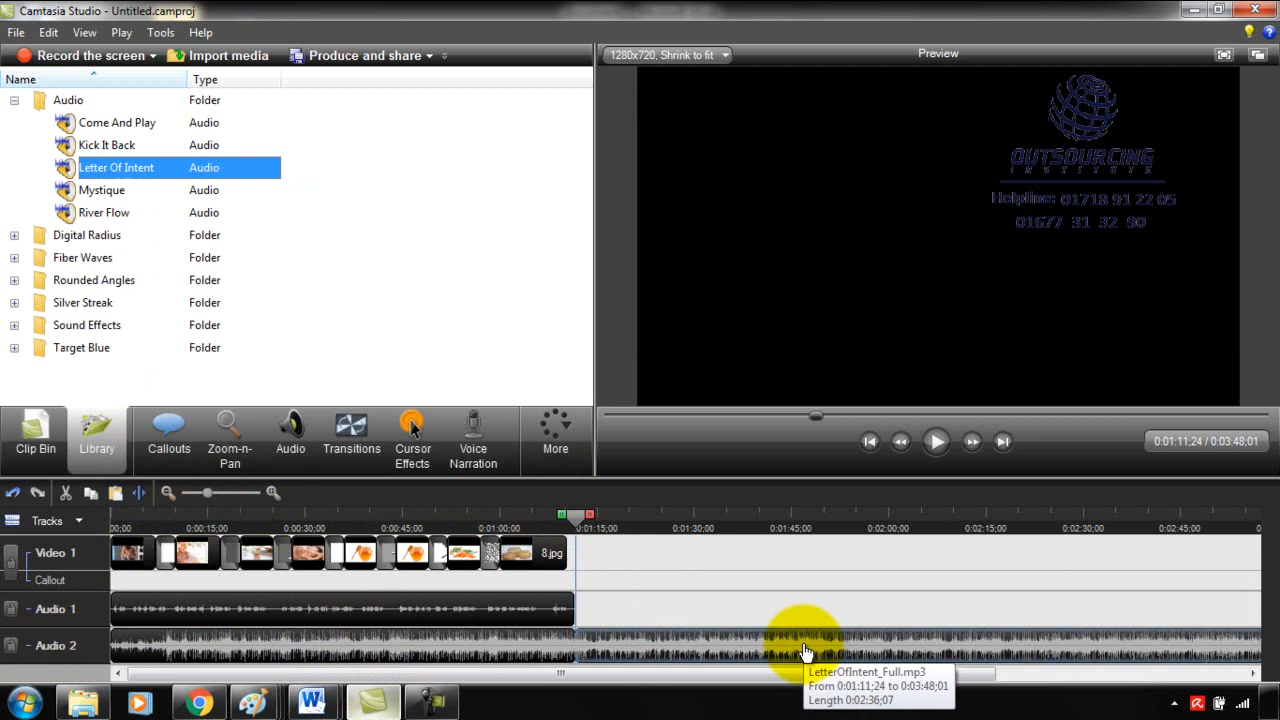 Camtasia Studio - Untitled.camproj
File Edit View Play Tools Help
Record the screen Import media Produce and share
1280x720, Shrink to fit
Preview
Name Type
Audio Folder
Come And Play Audio
Kick It Back Audio
Letter Of Intent Audio
Mystique Audio
River Flow Audio
Digital Radius Folder
Fiber Waves Folder
Rounded Angles Folder
Silver Streak Folder
Sound Effects Folder
Target Blue Folder
OUTSOURCING
INSTITUTE
Helpline: 01718 91 22 05
01677 31 32 90
Clip Bin
Library
Callouts
Zoom-n-Pan
Audio
Transitions
Cursor Effects
Voice Narration
More
0:01:11;24 / 0:03:48;01
Tracks
00;00 0:00:15;00 0:00:30;00 0:00:45;00 0:01:00;00 0:01:15;00 0:01:30;00 0:01:45;00 0:02:00;00 0:02:15;00 0:02:30;00 0:02:45;00 0
Video 1
8.jpg
Callout
Audio 1
Audio 2
LetterOfIntent_Full.mp3
From 0:01:11;24 to 0:03:48;01
Length 0:02:36;07